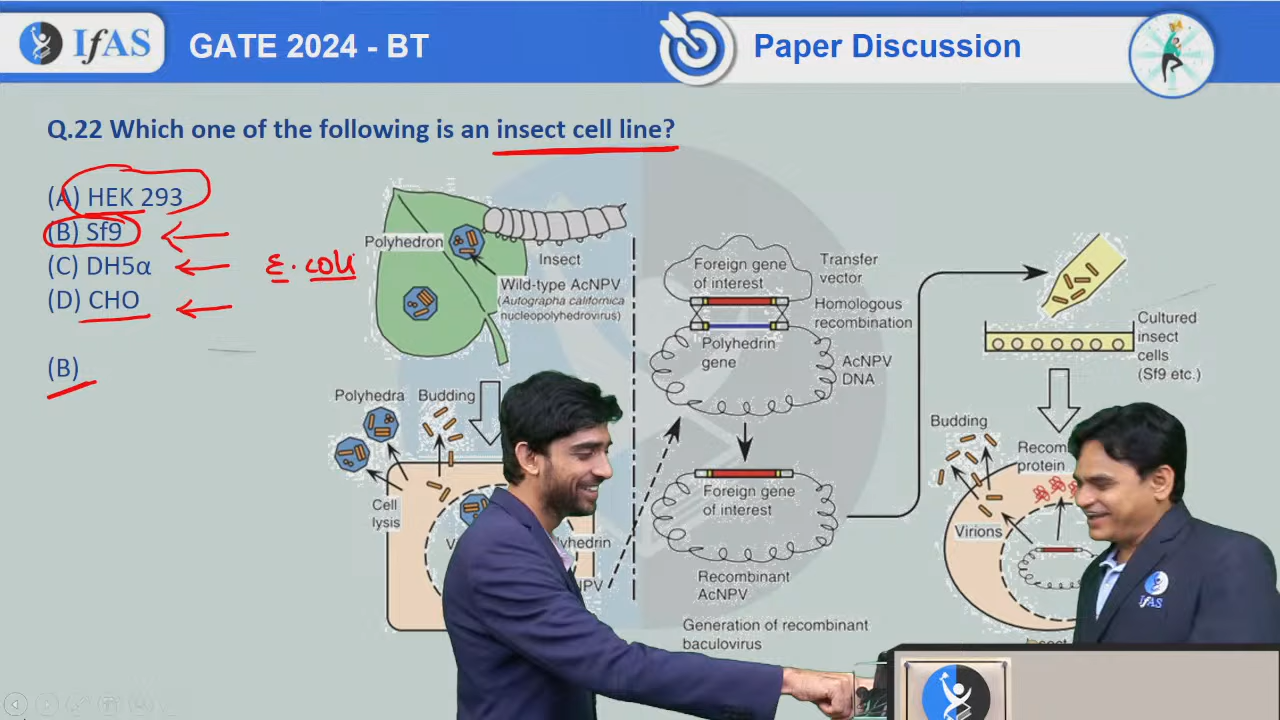 IfAS
GATE 2024 - BT
Paper Discussion
Q.22 Which one of the following is an insect cell line?
(A) HEK 293
(B) Sf9
(C) DH5α
E. coli
(D) CHO
(B)
Polyhedron
Insect
Wild-type AcNPV
(Autographa californica
nucleopolyhedrovirus)
Polyhedra
Budding
Cell
lysis
Foreign gene
of interest
Transfer
vector
Homologous
recombination
Polyhedrin
gene
AcNPV
DNA
Foreign gene
of interest
Recombinant
AcNPV
Generation of recombinant
baculovirus
Cultured
insect
cells
(Sf9 etc.)
Budding
protein
Virions
IfAS